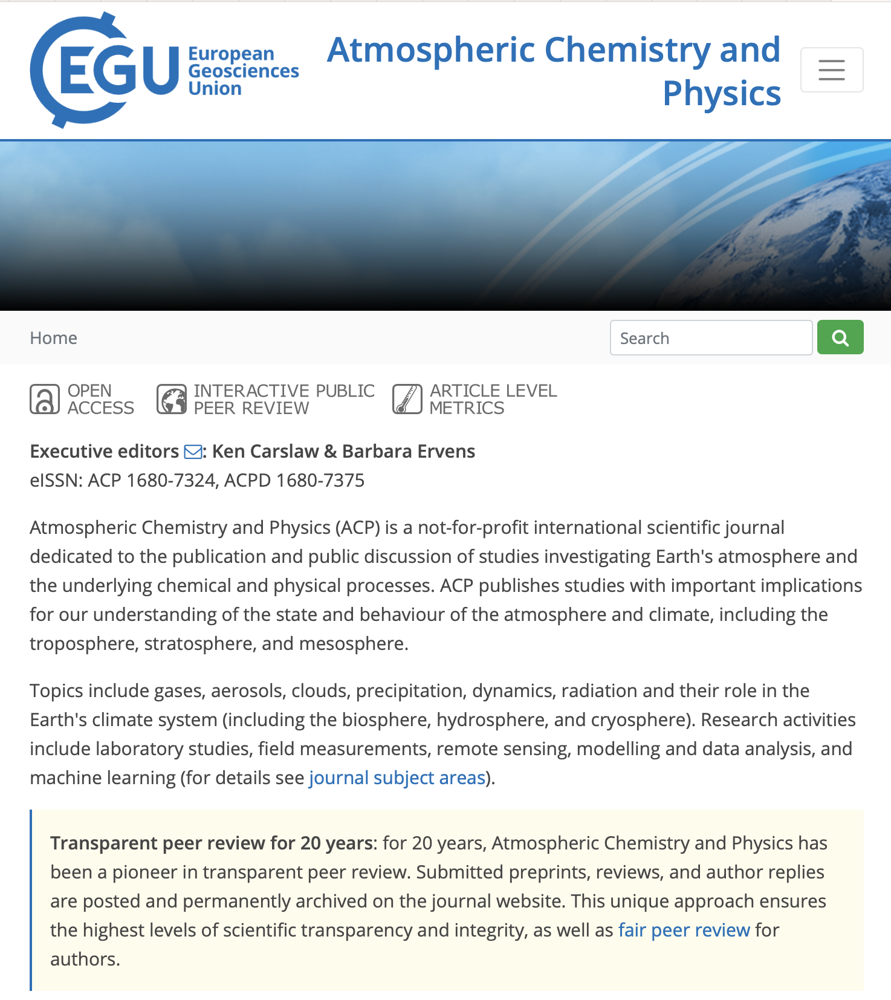 EGU
European
Geosciences
Union
Atmospheric Chemistry and
Physics
Home
Search
OPEN
ACCESS
INTERACTIVE PUBLIC
PEER REVIEW
ARTICLE LEVEL
METRICS
Executive editors : Ken Carslaw & Barbara Ervens
eISSN: ACP 1680-7324, ACPD 1680-7375
Atmospheric Chemistry and Physics (ACP) is a not-for-profit international scientific journal
dedicated to the publication and public discussion of studies investigating Earth's atmosphere and
the underlying chemical and physical processes. ACP publishes studies with important implications
for our understanding of the state and behaviour of the atmosphere and climate, including the
troposphere, stratosphere, and mesosphere.
Topics include gases, aerosols, clouds, precipitation, dynamics, radiation and their role in the
Earth's climate system (including the biosphere, hydrosphere, and cryosphere). Research activities
include laboratory studies, field measurements, remote sensing, modelling and data analysis, and
machine learning (for details see journal subject areas).
Transparent peer review for 20 years: for 20 years, Atmospheric Chemistry and Physics has
been a pioneer in transparent peer review. Submitted preprints, reviews, and author replies
are posted and permanently archived on the journal website. This unique approach ensures
the highest levels of scientific transparency and integrity, as well as fair peer review for
authors.